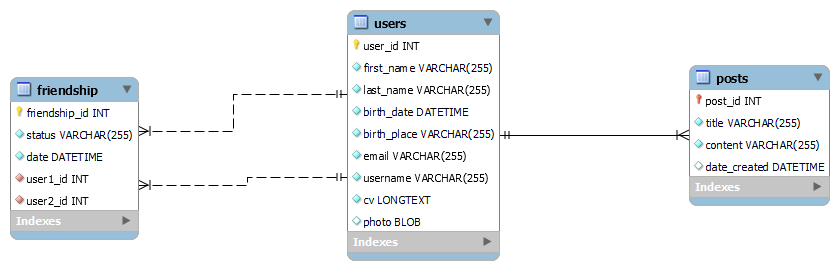 friendship
friendship_id INT
status VARCHAR(255)
date DATETIME
user1_id INT
user2_id INT
Indexes
users
user_id INT
first_name VARCHAR(255)
last_name VARCHAR(255)
birth_date DATETIME
birth_place VARCHAR(255)
email VARCHAR(255)
username VARCHAR(255)
cv LONGTEXT
photo BLOB
Indexes
posts
post_id INT
title VARCHAR(255)
content VARCHAR(255)
date_created DATETIME
Indexes